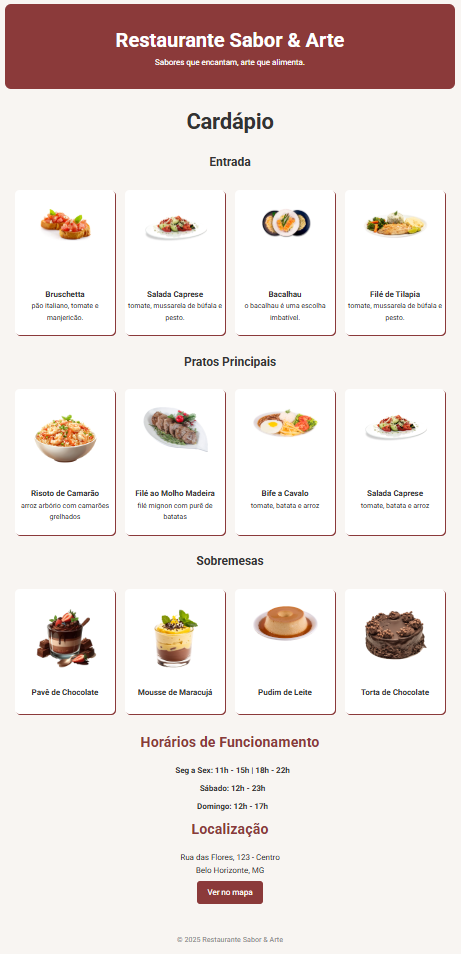 Restaurante Sabor & Arte
Sabores que encantam, arte que alimenta.
Cardápio
Entrada
Bruschetta
pão italiano, tomate e
manjericão.
Salada Caprese
tomate, mussarela de búfala e
pesto.
Bacalhau
o bacalhau é uma escolha
imbatível.
Filé de Tilapia
tomate, mussarela de búfala e
pesto.
Pratos Principais
Risoto de Camarão
arroz arbório com camarões
grelhados
Filé ao Molho Madeira
filé mignon com purê de
batatas
Bife a Cavalo
tomate, batata e arroz
Salada Caprese
tomate, batata e arroz
Sobremesas
Pavê de Chocolate
Mousse de Maracujá
Pudim de Leite
Torta de Chocolate
Horários de Funcionamento
Seg a Sex: 11h - 15h | 18h - 22h
Sábado: 12h - 23h
Domingo: 12h - 17h
Localização
Rua das Flores, 123 - Centro
Belo Horizonte, MG
Ver no mapa
© 2025 Restaurante Sabor & Arte